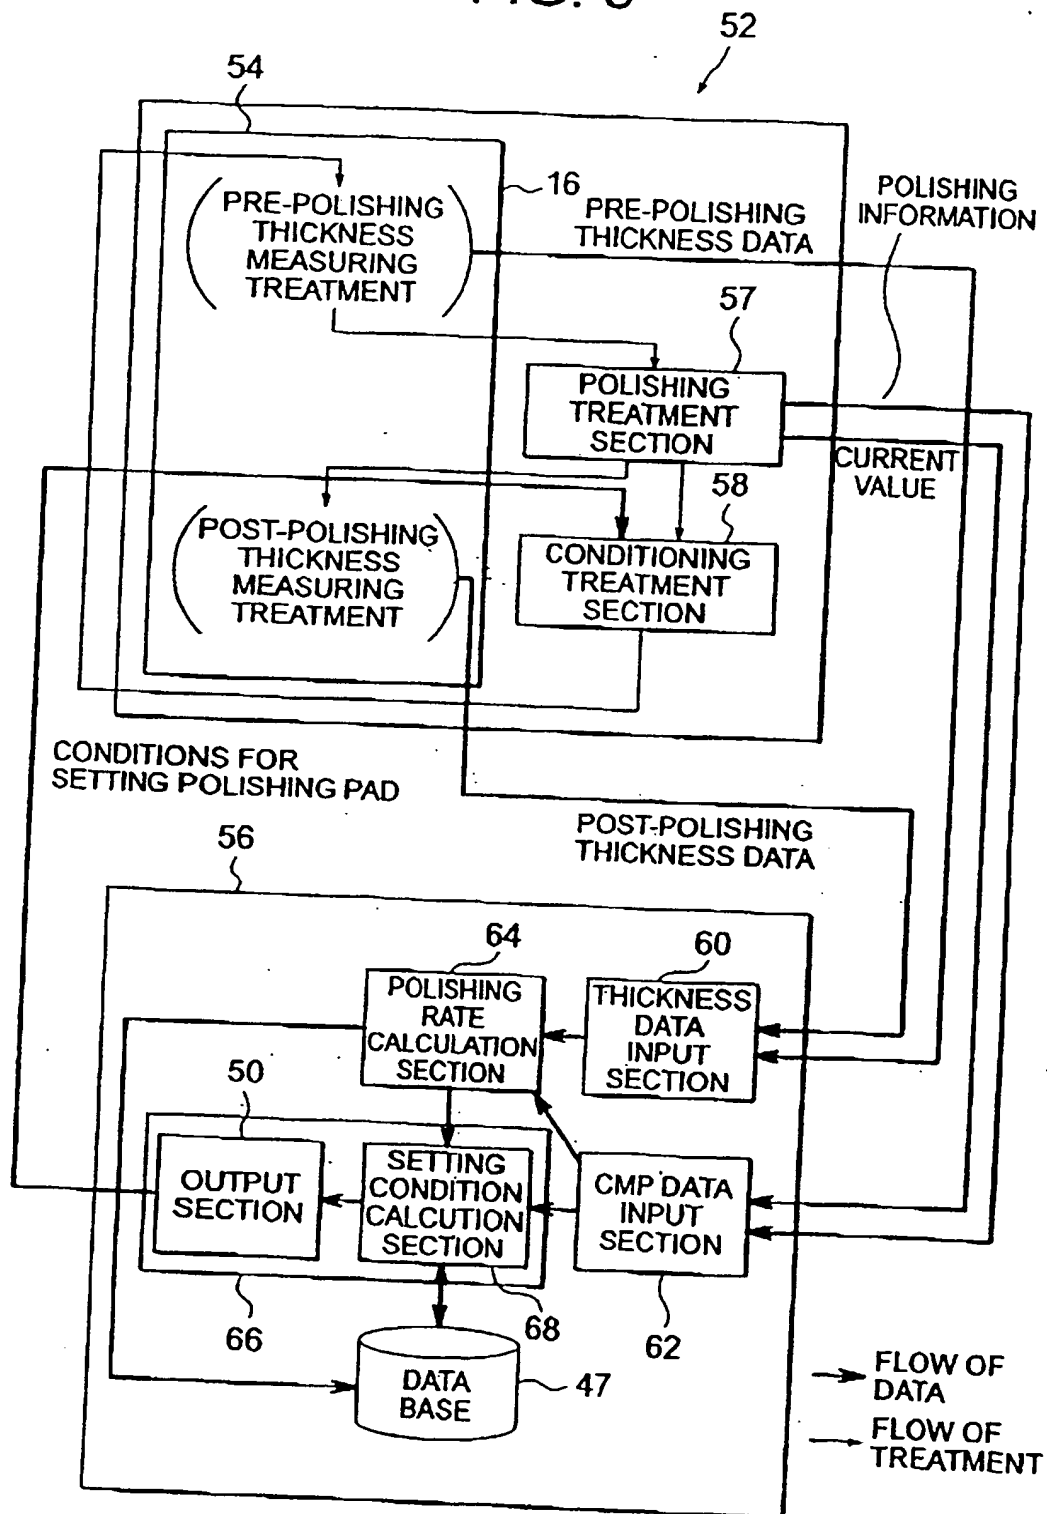 52
54
16
PRE-POLISHING
THICKNESS
MEASURING
TREATMENT
PRE-POLISHING
THICKNESS DATA
POLISHING
INFORMATION
57
POLISHING
TREATMENT
SECTION
CURRENT
VALUE
58
POST-POLISHING
THICKNESS
MEASURING
TREATMENT
CONDITIONING
TREATMENT
SECTION
CONDITIONS FOR
SETTING POLISHING PAD
POST-POLISHING
THICKNESS DATA
56
64
60
POLISHING
RATE
CALCULATION
SECTION
THICKNESS
DATA
INPUT
SECTION
50
OUTPUT
SECTION
SETTING
CONDITION
CALCUTION
SECTION
CMP DATA
INPUT
SECTION
66
68
62
DATA
BASE
47
FLOW OF
DATA
FLOW OF
TREATMENT